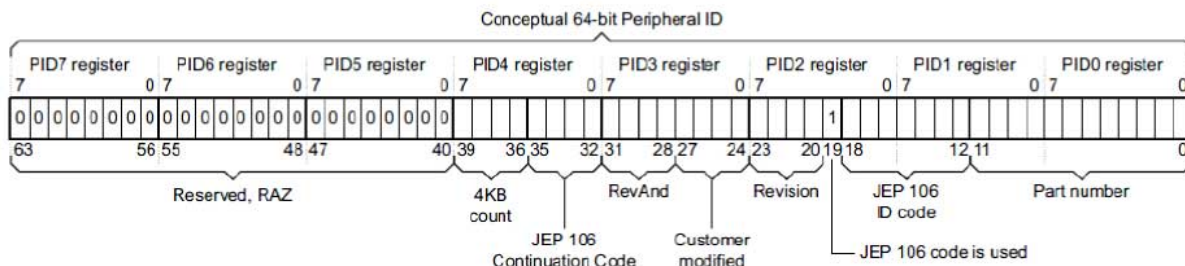 Conceptual 64-bit Peripheral ID
PID7 register PID6 register PID5 register PID4 register PID3 register PID2 register PID1 register PID0 register
7 0 7 0 7 0 7 0 7 0 7 0 7 0 7 0
0 0 0 0 0 0 0 0 0 0 0 0 0 0 0 0 0 0 0 0 0 0 0 0 1
63 56 55 48 47 40 39 36 35 32 31 28 27 24 23 20 19 18 12 11 0
Reserved, RAZ 4KB count RevAnd Revision JEP 106 ID code Part number
JEP 106 Continuation Code Customer modified JEP 106 code is used